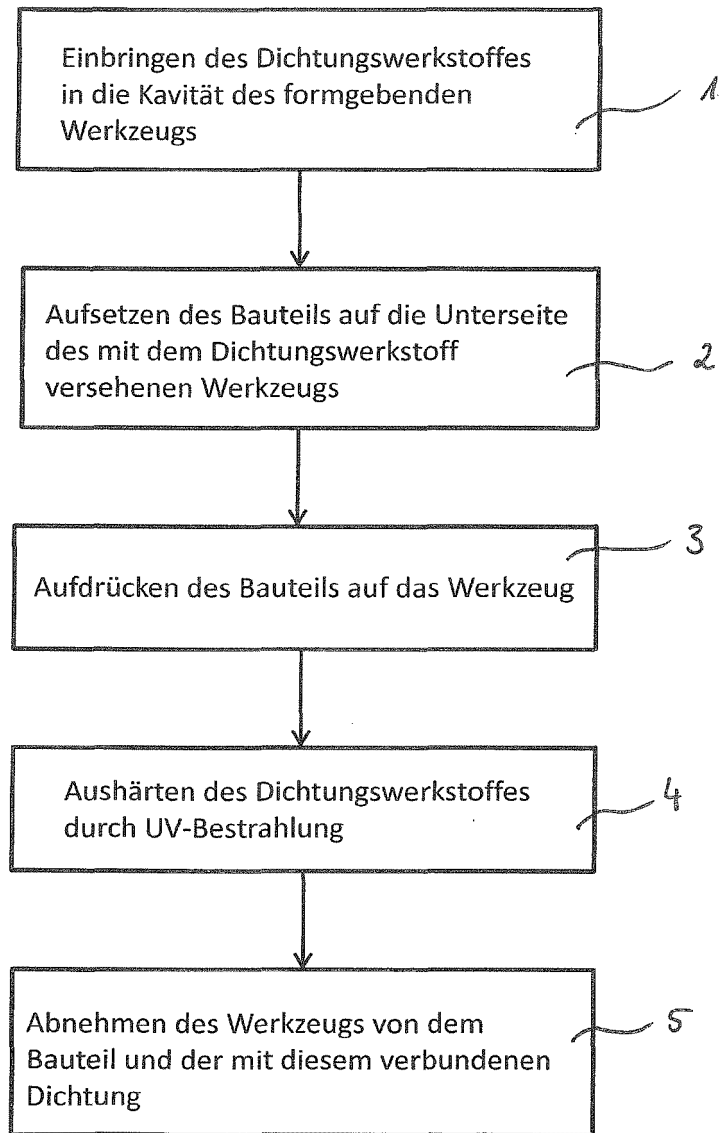 Einbringen des Dichtungswerkstoffes
in die Kavität des formgebenden
Werkzeugs
1
Aufsetzen des Bauteils auf die Unterseite
des mit dem Dichtungswerkstoff
versehenen Werkzeugs
2
3
Aufdrücken des Bauteils auf das Werkzeug
Aushärten des Dichtungswerkstoffes
durch UV-Bestrahlung
4
Abnehmen des Werkzeugs von dem
Bauteil und der mit diesem verbundenen
Dichtung
5